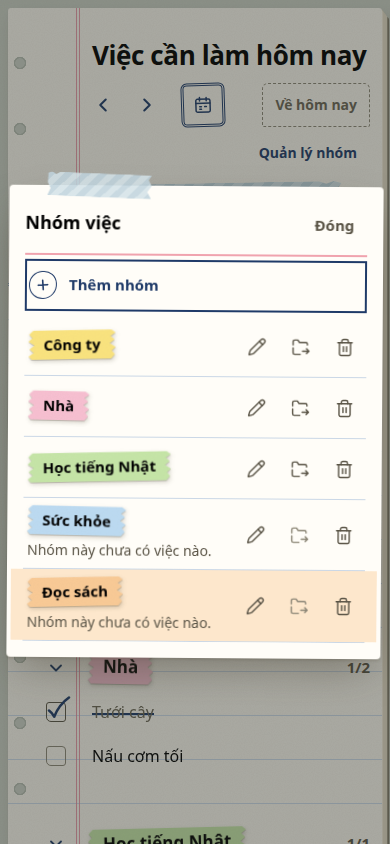 Việc cần làm hôm nay
Về hôm nay
Quản lý nhóm
Nhóm việc
Đóng
Thêm nhóm
Công ty
Nhà
Học tiếng Nhật
Sức khỏe
Nhóm này chưa có việc nào.
Đọc sách
Nhóm này chưa có việc nào.
Nhà 1/2
Tưới cây
Nấu cơm tối
Học tiếng Nhật 1/1